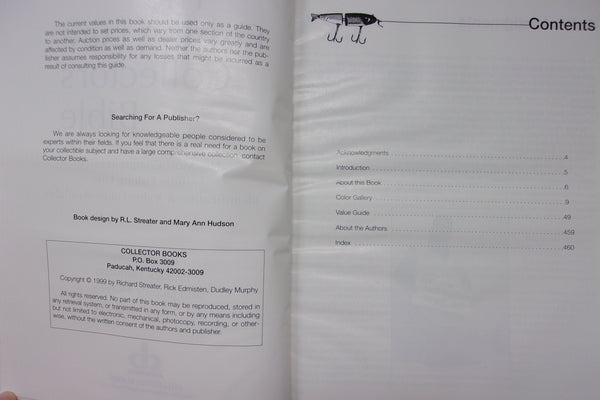 The current values in this book should be used only as a guide. They
are not intended to set prices, which vary from one section of the country
to another. Auction prices as well as dealer prices vary greatly and are
affected by condition as well as demand. Neither the authors nor the pub-
lisher assumes responsibility for any losses that might be incurred as a
result of consulting this guide.
Searching For A Publisher?
We are always looking for knowledgeable people considered to be
experts within their fields. If you feel that there is a real need for a book on
your collectible subject and have a large comprehensive collection, contact
Collector Books.
Book design by R.L. Streater and Mary Ann Hudson
COLLECTOR BOOKS
P.O. Box 3009
Paducah, Kentucky 42002-3009
Copyright © 1999 by Richard Streater, Rick Edmisten, Dudley Murphy
All rights reserved. No part of this book may be reproduced, stored in
any retrieval system, or transmitted in any form, or by any means including
but not limited to electronic, mechanical, photocopy, recording, or other-
wise, without the written consent of the authors and publisher.
Contents
Acknowledgments 4
Introduction 5
About this Book 6
Color Gallery 9
Value Guide 49
About the Authors 459
Index 460